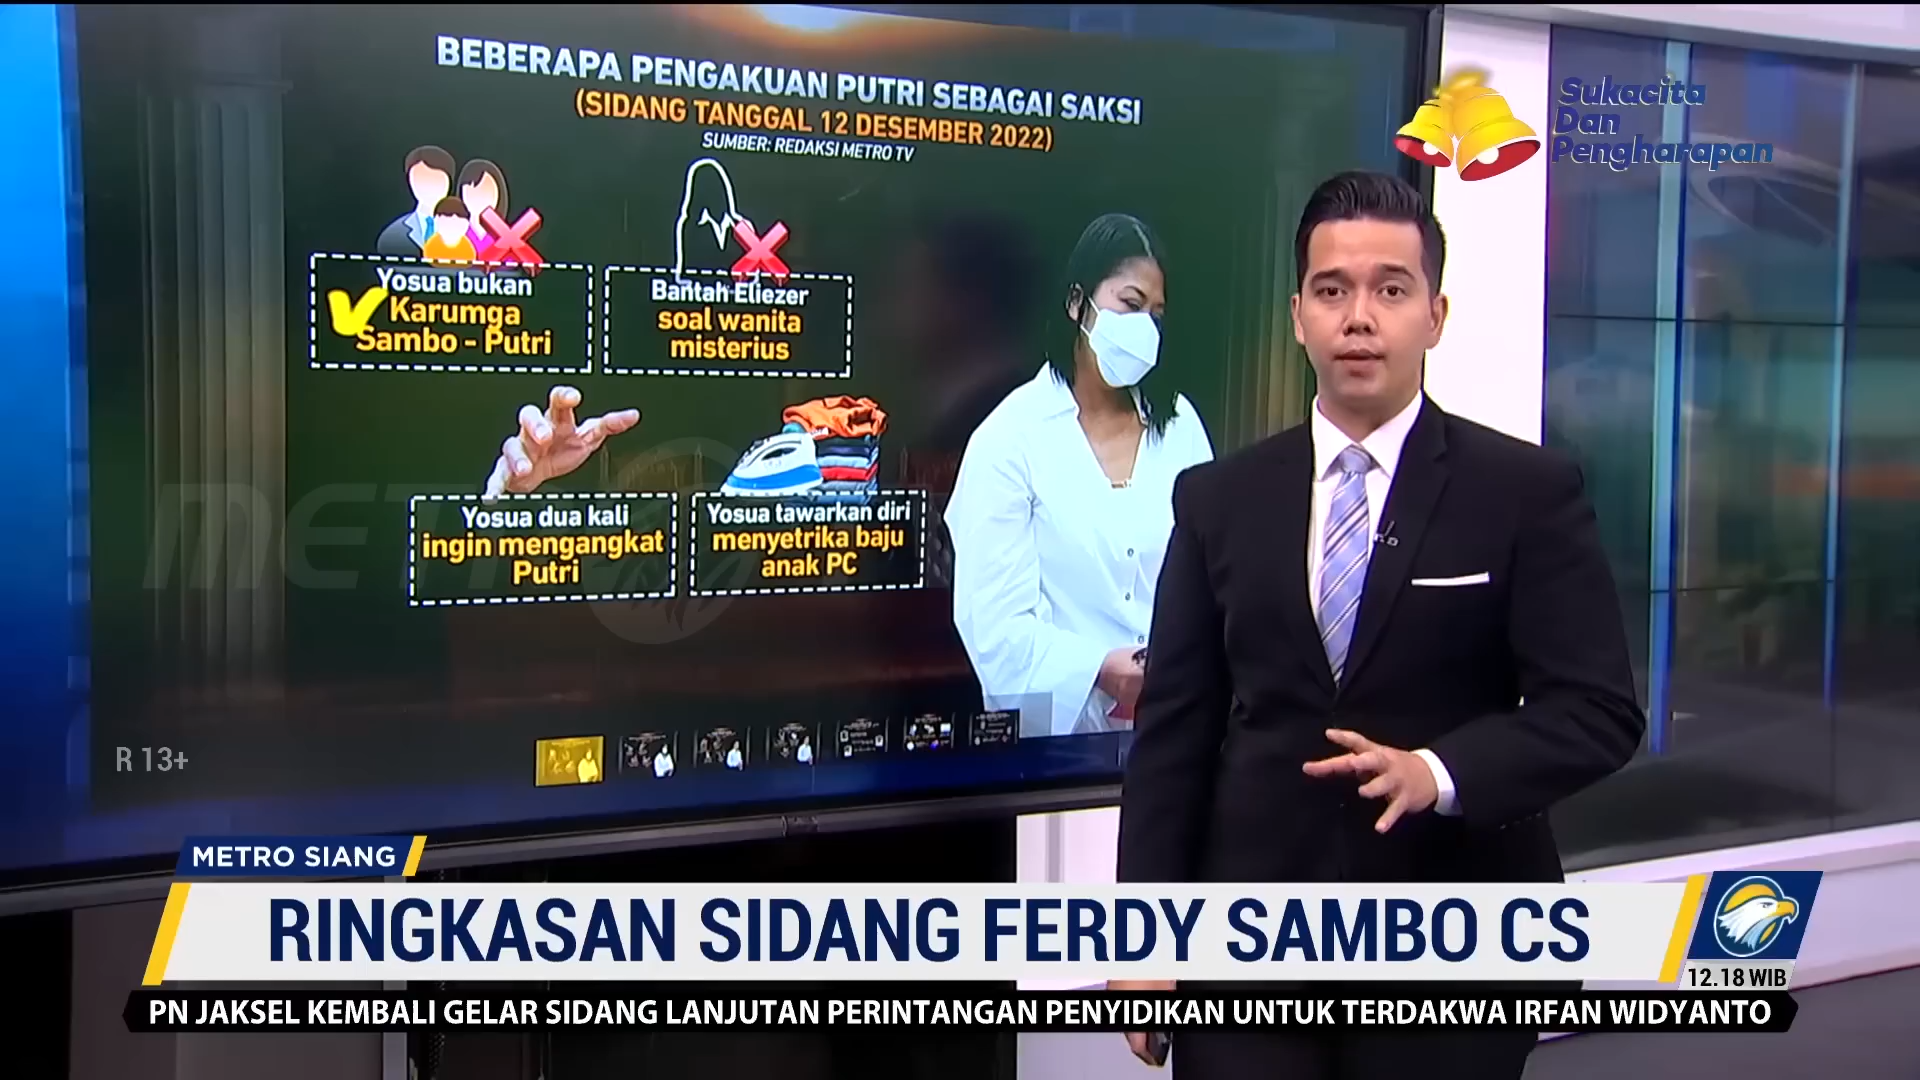 BEBERAPA PENGAKUAN PUTRI SEBAGAI SAKSI
(SIDANG TANGGAL 12 DESEMBER 2022)
SUMBER: REDAKSI METRO TV
Sukacita
Dan
Pengharapan
Yosua bukan
Karumga
Sambo - Putri
Bantah Eliezer
soal wanita
misterius
Yosua dua kali
ingin mengangkat
Putri
Yosua tawarkan diri
menyetrika baju
anak PC
R 13+
METRO SIANG
RINGKASAN SIDANG FERDY SAMBO CS
12.18 WIB
PN JAKSEL KEMBALI GELAR SIDANG LANJUTAN PERINTANGAN PENYIDIKAN UNTUK TERDAKWA IRFAN WIDYANTO